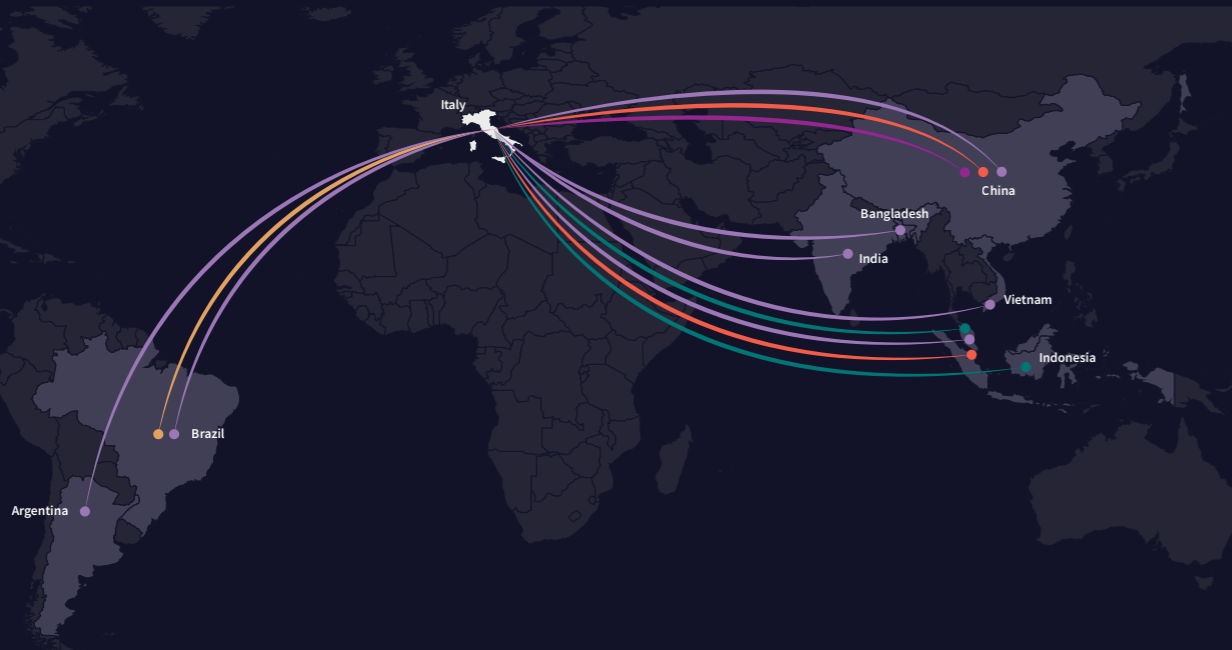 Italy
China
Bangladesh
India
Vietnam
Indonesia
Brazil
Argentina